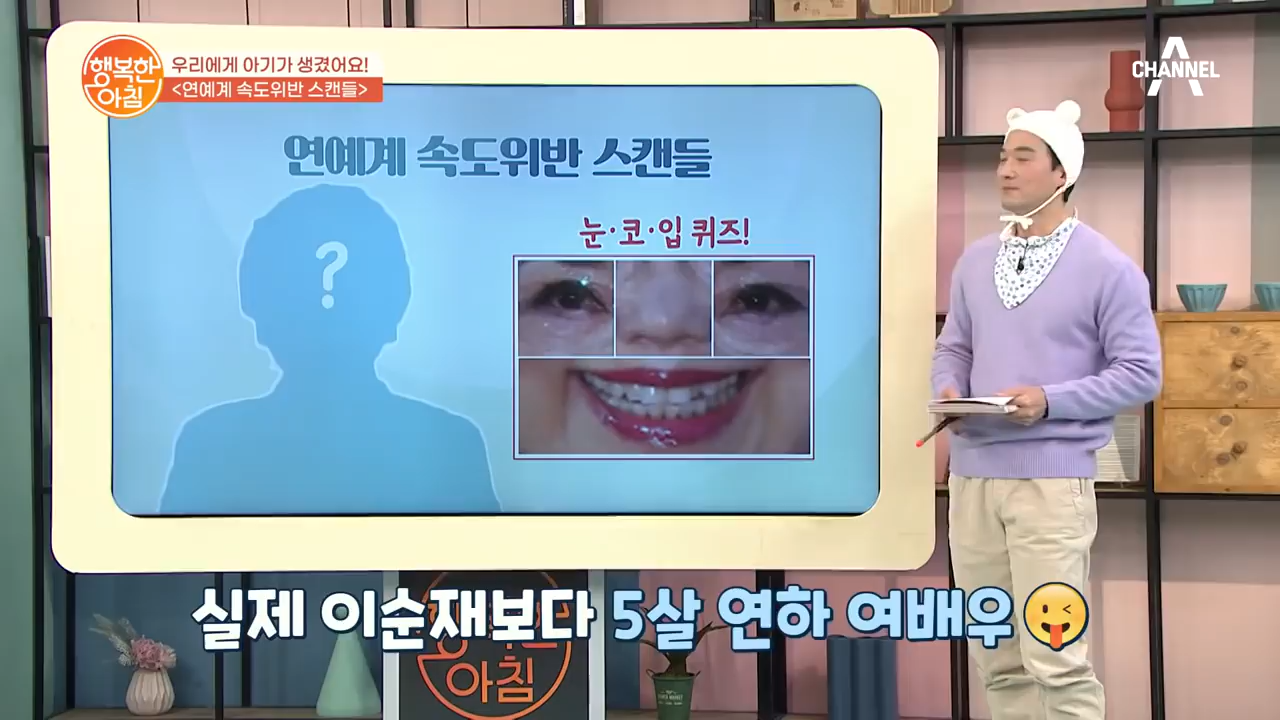 행복한
아침
우리에게 아기가 생겼어요!
<연예계 속도위반 스캔들>
CHANNEL
연예계 속도위반 스캔들
?
눈·코·입 퀴즈!
실제 이순재보다 5살 연하 여배우
아침